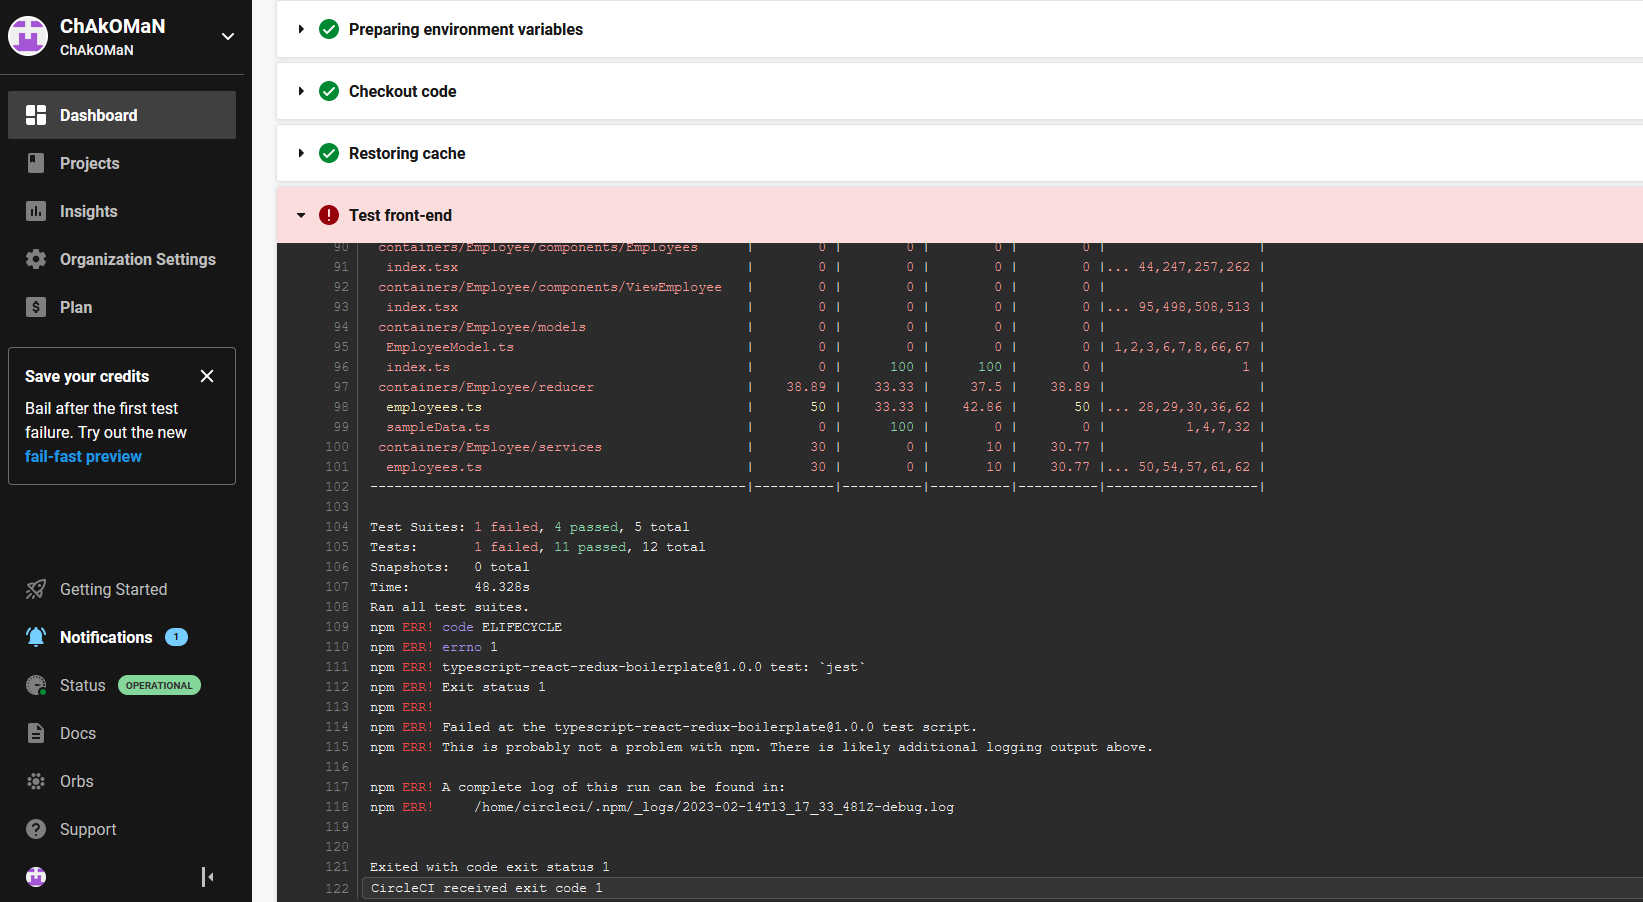 ChAkOMaN
ChAkOMaN
Dashboard
Projects
Insights
Organization Settings
Plan
Save your credits
Bail after the first test
failure. Try out the new
fail-fast preview
Getting Started
Notifications 1
Status OPERATIONAL
Docs
Orbs
Support
Preparing environment variables
Checkout code
Restoring cache
Test front-end
90 containers/Employee/components/Employees | 0 | 0 | 0 | 0 | |
91 index.tsx | 0 | 0 | 0 | 0 |... 44,247,257,262 |
92 containers/Employee/components/ViewEmployee | 0 | 0 | 0 | 0 | |
93 index.tsx | 0 | 0 | 0 | 0 |... 95,498,508,513 |
94 containers/Employee/models | 0 | 0 | 0 | 0 | |
95 EmployeeModel.ts | 0 | 0 | 0 | 0 | 1,2,3,6,7,8,66,67 |
96 index.ts | 0 | 100 | 100 | 0 | 1 |
97 containers/Employee/reducer | 38.89 | 33.33 | 37.5 | 38.89 | |
98 employees.ts | 50 | 33.33 | 42.86 | 50 |... 28,29,30,36,62 |
99 sampleData.ts | 0 | 100 | 0 | 0 | 1,4,7,32 |
100 containers/Employee/services | 30 | 0 | 10 | 30.77 | |
101 employees.ts | 30 | 0 | 10 | 30.77 |... 50,54,57,61,62 |
102 -----------------------------------------------|----------|----------|----------|----------|-------------------|
103
104 Test Suites: 1 failed, 4 passed, 5 total
105 Tests: 1 failed, 11 passed, 12 total
106 Snapshots: 0 total
107 Time: 48.328s
108 Ran all test suites.
109 npm ERR! code ELIFECYCLE
110 npm ERR! errno 1
111 npm ERR! typescript-react-redux-boilerplate@1.0.0 test: `jest`
112 npm ERR! Exit status 1
113 npm ERR!
114 npm ERR! Failed at the typescript-react-redux-boilerplate@1.0.0 test script.
115 npm ERR! This is probably not a problem with npm. There is likely additional logging output above.
116
117 npm ERR! A complete log of this run can be found in:
118 npm ERR! /home/circleci/.npm/_logs/2023-02-14T13_17_33_481Z-debug.log
119
120
121 Exited with code exit status 1
122 CircleCI received exit code 1